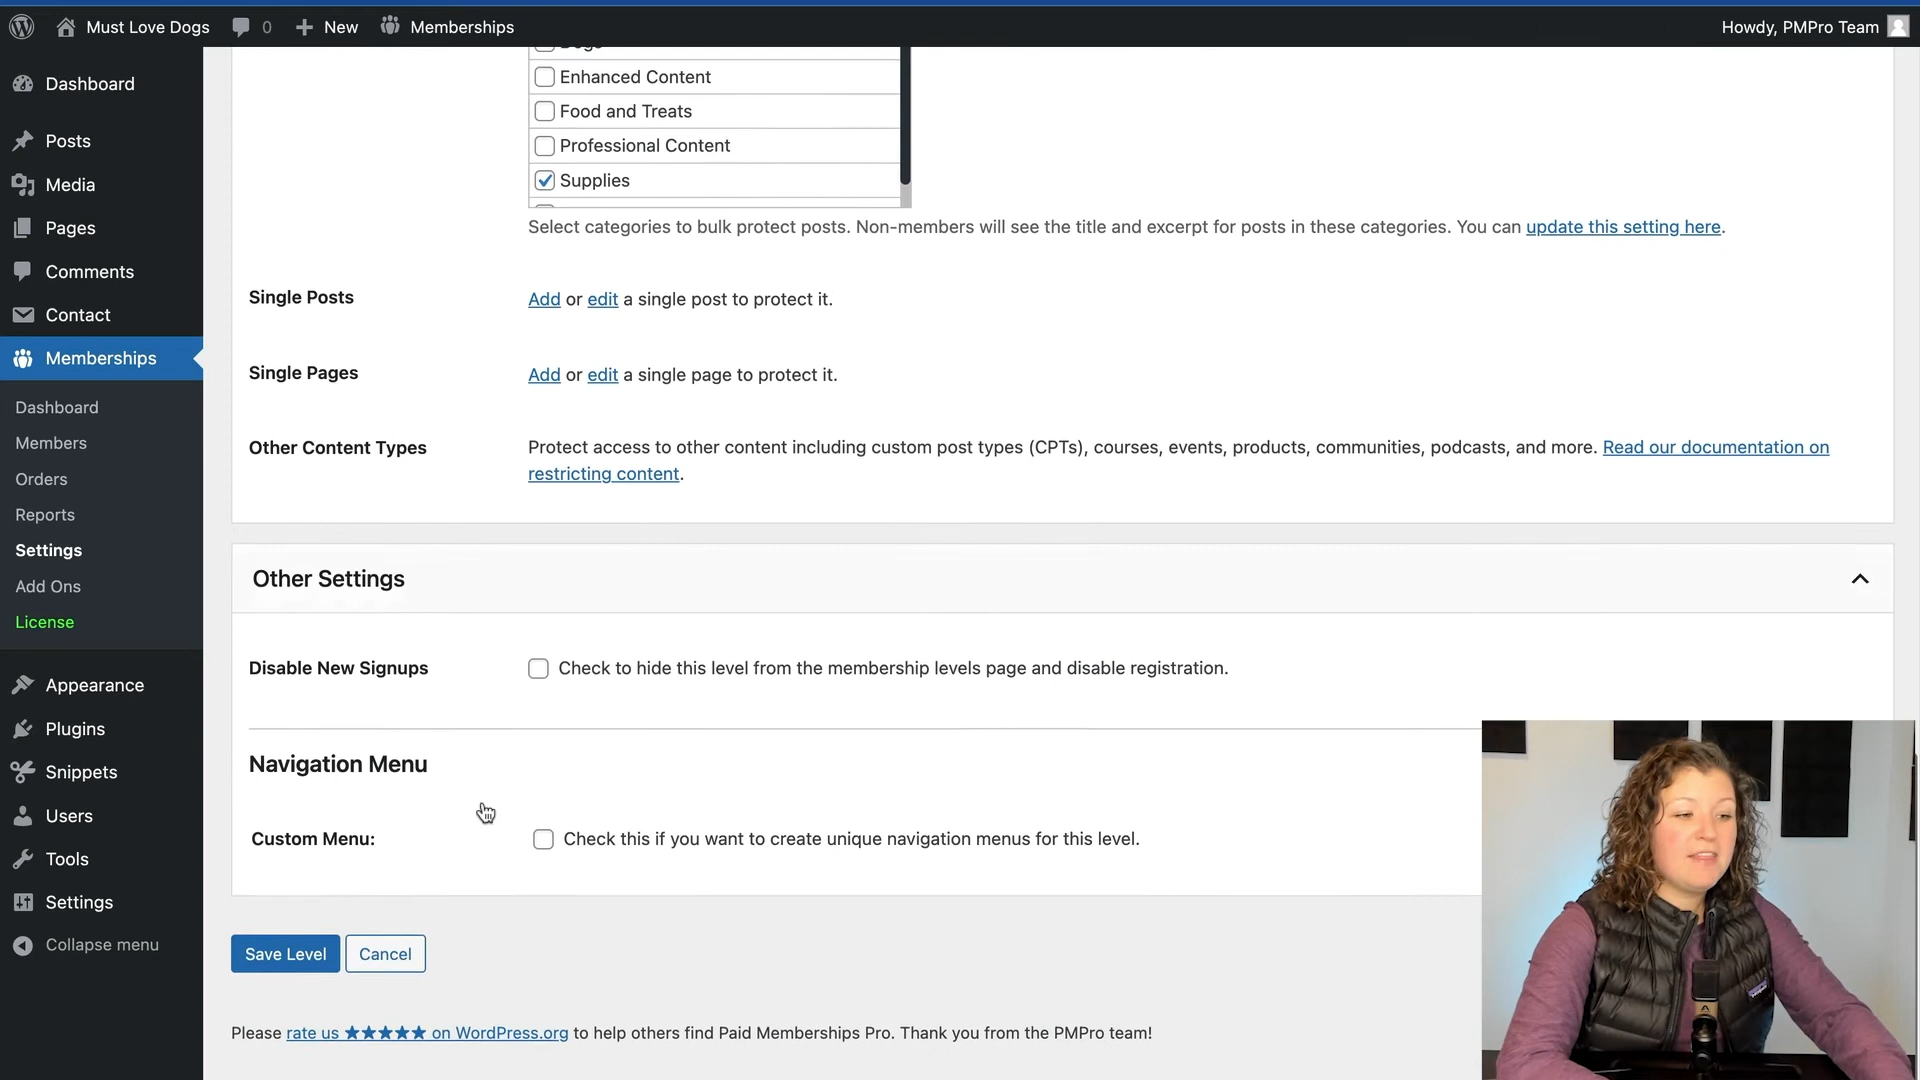 Must Love Dogs 0 New Memberships Howdy, PMPro Team
Dashboard
Posts
Media
Pages
Comments
Contact
Memberships
Dashboard
Members
Orders
Reports
Settings
Add Ons
License
Appearance
Plugins
Snippets
Users
Tools
Settings
Collapse menu
Dogs
Enhanced Content
Food and Treats
Professional Content
Supplies
Select categories to bulk protect posts. Non-members will see the title and excerpt for posts in these categories. You can update this setting here.
Single Posts Add or edit a single post to protect it.
Single Pages Add or edit a single page to protect it.
Other Content Types Protect access to other content including custom post types (CPTs), courses, events, products, communities, podcasts, and more. Read our documentation on
restricting content.
Other Settings
Disable New Signups Check to hide this level from the membership levels page and disable registration.
Navigation Menu
Custom Menu: Check this if you want to create unique navigation menus for this level.
Save Level Cancel
Please rate us ★★★★★ on WordPress.org to help others find Paid Memberships Pro. Thank you from the PMPro team!